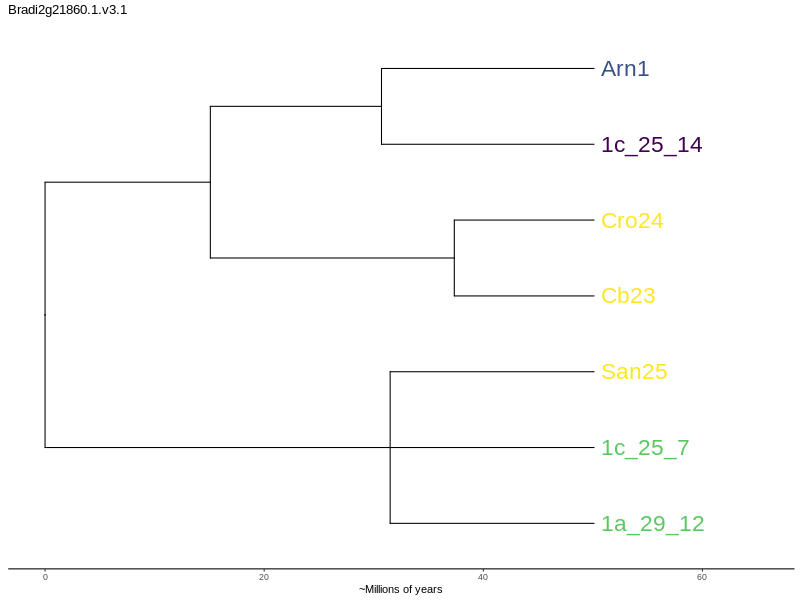 Bradi2g21860.1.v3.1
Arn1
1c_25_14
Cro24
Cb23
San25
1c_25_7
1a_29_12
0 20 40 60
~Millions of years